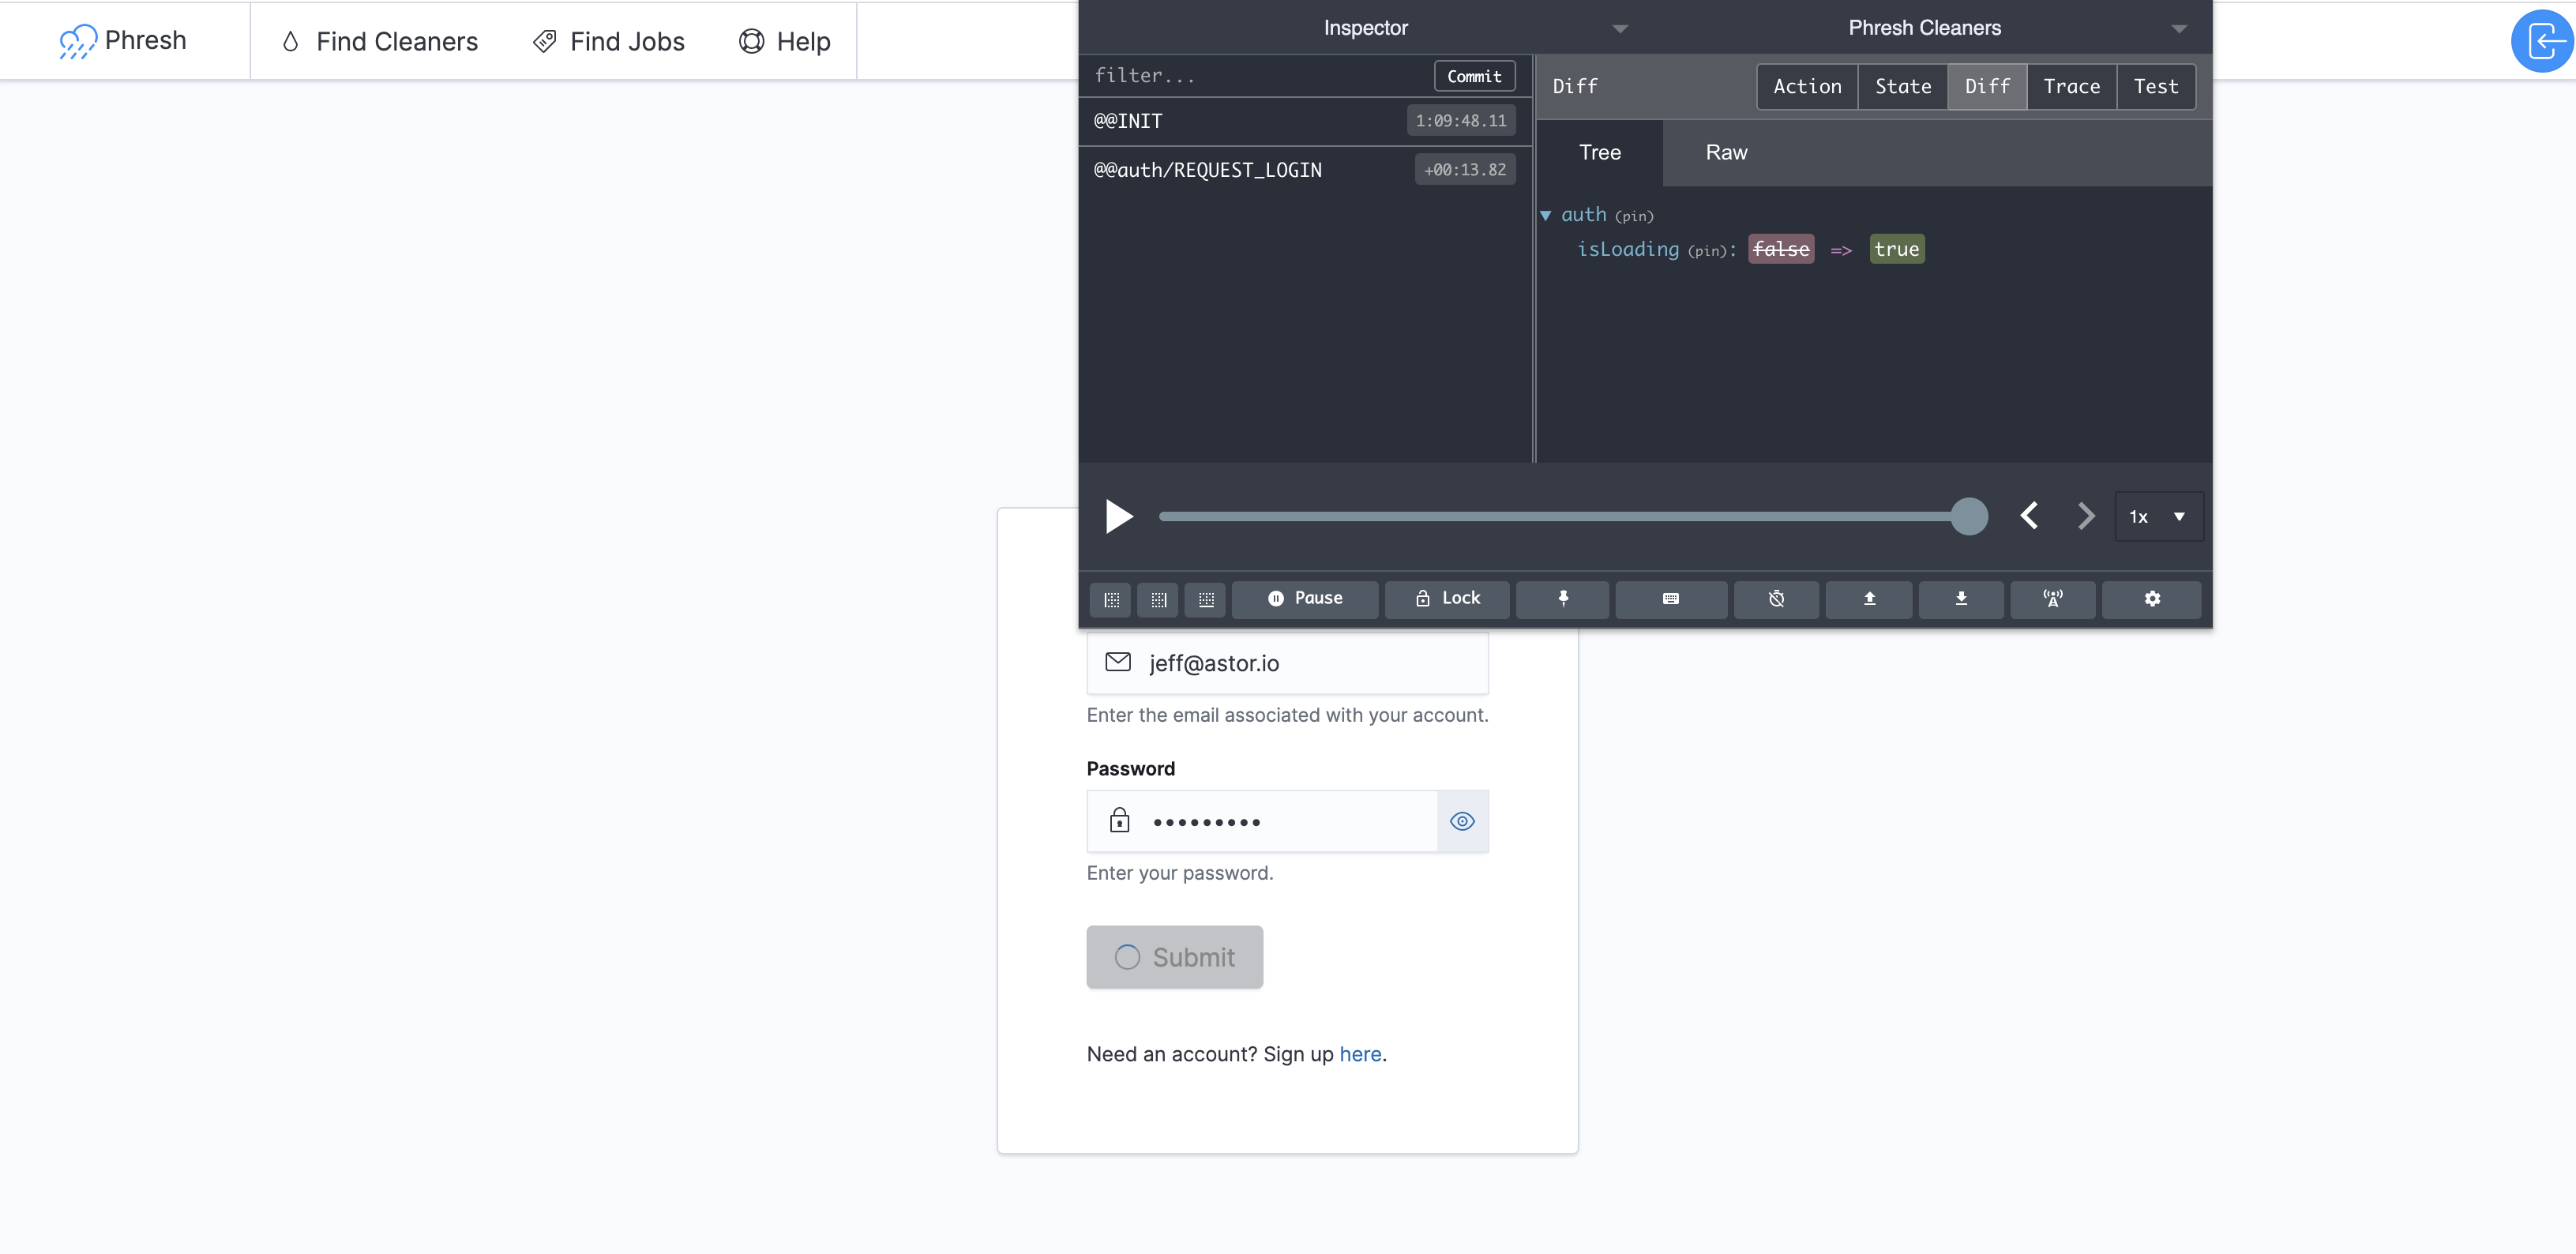 Phresh
Find Cleaners
Find Jobs
Help
Inspector
Phresh Cleaners
filter...
Commit
@@INIT
1:09:48.11
@@auth/REQUEST_LOGIN
+00:13.82
Diff
Action
State
Diff
Trace
Test
Tree
Raw
auth (pin)
isLoading (pin): false => true
1x
Pause
Lock
jeff@astor.io
Enter the email associated with your account.
Password
Enter your password.
Submit
Need an account? Sign up here.